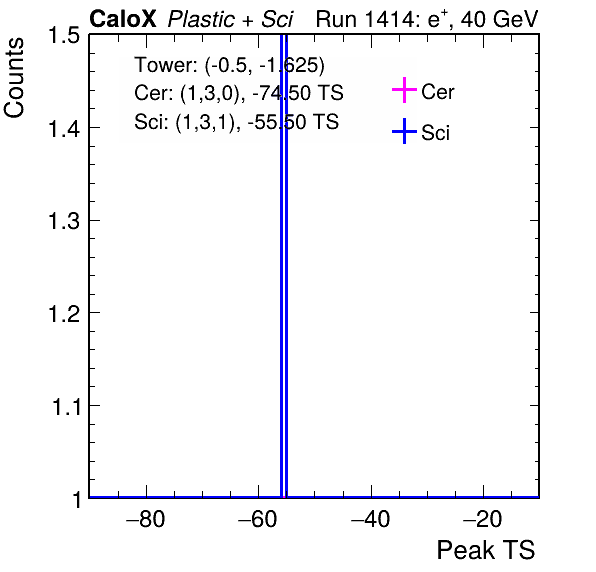 CaloX Plastic + Sci Run 1414: e⁺, 40 GeV
Counts
Tower: (-0.5, -1.625)
Cer: (1,3,0), -74.50 TS
Sci: (1,3,1), -55.50 TS
Cer
Sci
1.5
1.4
1.3
1.2
1.1
1
−80 −60 −40 −20
Peak TS